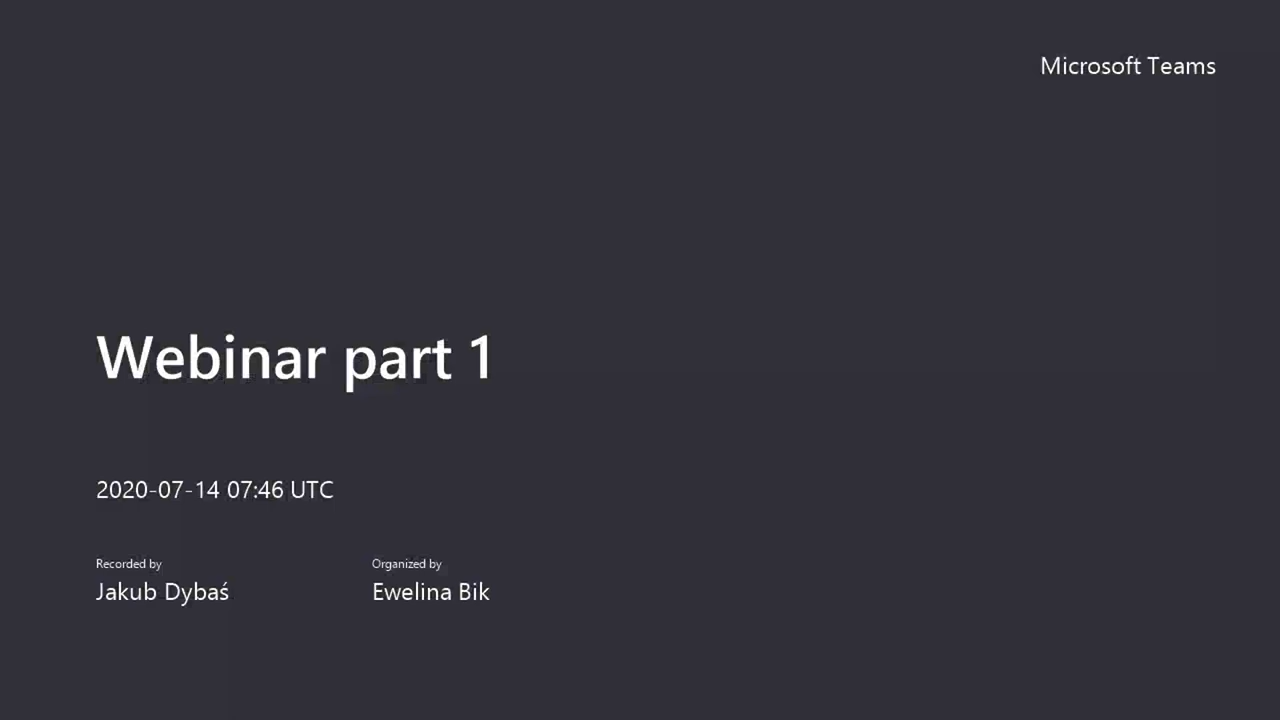 Microsoft Teams
Webinar part 1
2020-07-14 07:46 UTC
Recorded by
Jakub Dybaś
Organized by
Ewelina Bik